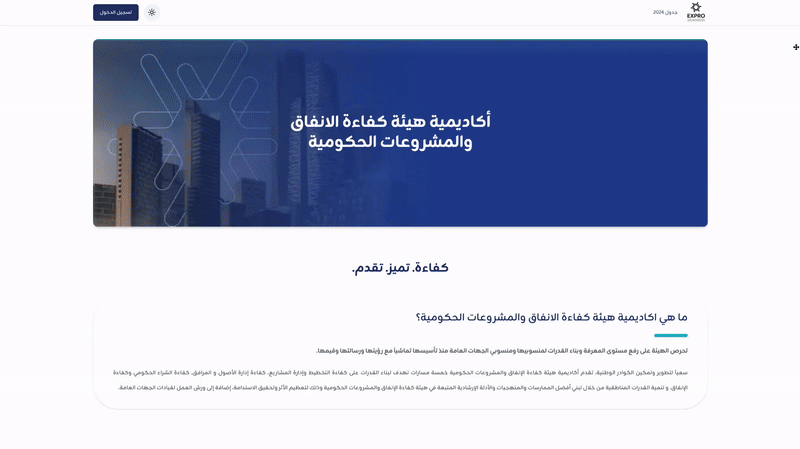 EXPRO
جدول 2024
تسجيل الدخول
أكاديمية هيئة كفاءة الانفاق
والمشروعات الحكومية
كفاءة. تميز. تقدم.
ما هي اكاديمية هيئة كفاءة الانفاق والمشروعات الحكومية؟
تحرص الهيئة على رفع مستوى المعرفة وبناء القدرات لمنسوبيها ومنسوبي الجهات العامة منذ تأسيسها تماشياً مع رؤيتها ورسالتها وقيمها.
سعياً لتطوير وتمكين الكوادر الوطنية، تقدم أكاديمية هيئة كفاءة الإنفاق والمشروعات الحكومية خمسة مسارات تهدف لبناء القدرات على كفاءة التخطيط وإدارة المشاريع، كفاءة إدارة الأصول و المرافق، كفاءة الشراء الحكومي وكفاءة
الإنفاق، و تنمية القدرات المناطقية من خلال تبني أفضل الممارسات والمنهجيات والأدلة الإرشادية المتبعة في هيئة كفاءة الإنفاق والمشروعات الحكومية وذلك لتعظيم الأثر وتحقيق الاستدامة، إضافة إلى ورش العمل لقيادات الجهات العامة.